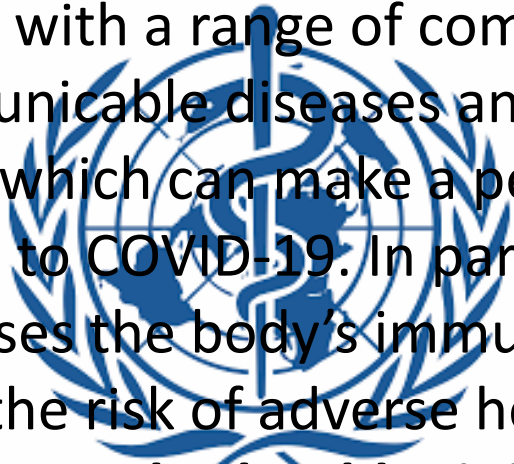 with a range of com
unicable diseases an
which can make a pe
to COVID-19. In par
ses the body’s immu
the risk of adverse he